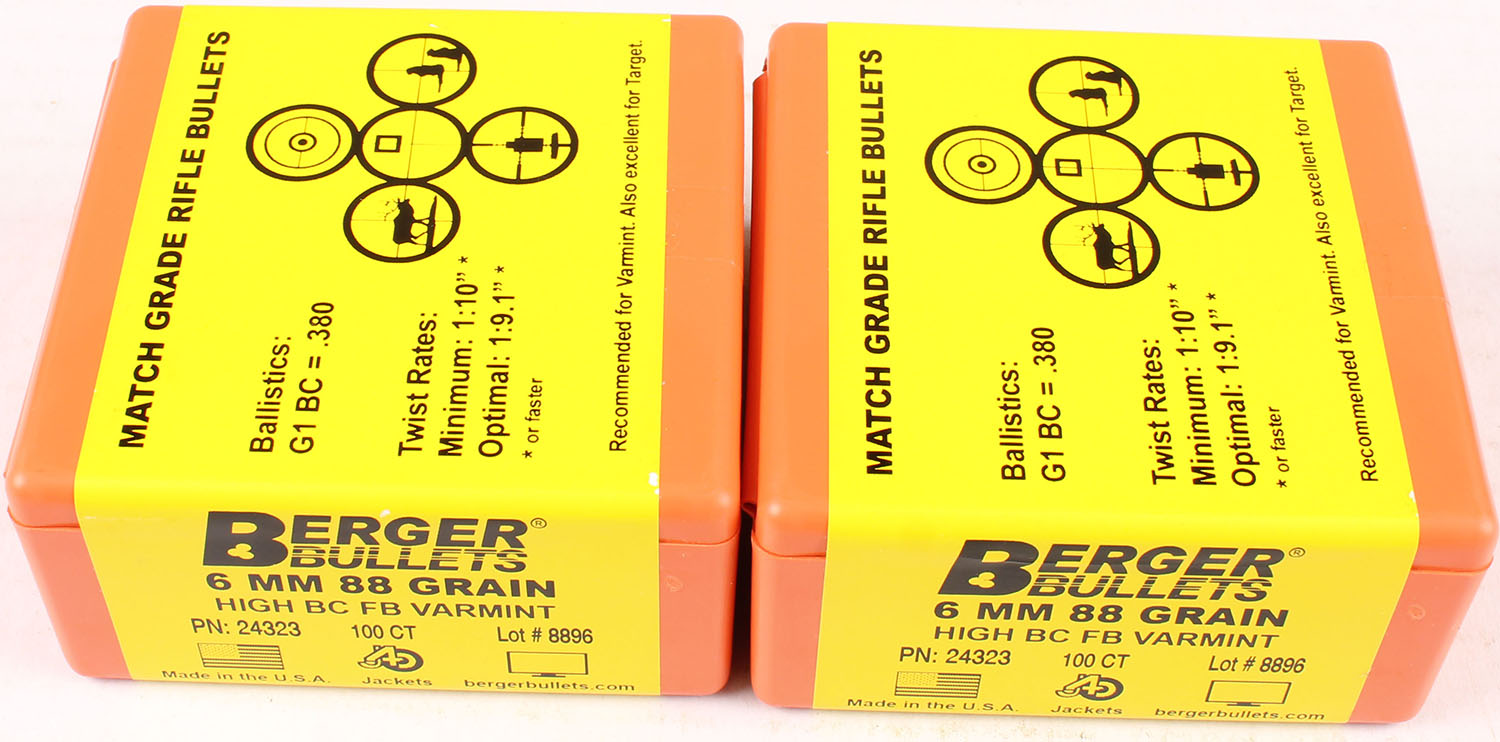 MATCH GRADE RIFLE BULLETS
Ballistics:
G1 BC = .380
Twist Rates:
Minimum: 1:10" *
Optimal: 1:9.1" *
* or faster
Recommended for Varmint. Also excellent for Target.
BERGER®
BULLETS
6 MM 88 GRAIN
HIGH BC FB VARMINT
PN: 24323 100 CT Lot # 8896
Made in the U.S.A. Jackets bergerbullets.com
MATCH GRADE RIFLE BULLETS
Ballistics:
G1 BC = .380
Twist Rates:
Minimum: 1:10" *
Optimal: 1:9.1" *
* or faster
Recommended for Varmint. Also excellent for Target.
BERGER®
BULLETS
6 MM 88 GRAIN
HIGH BC FB VARMINT
PN: 24323 100 CT Lot # 8896
Made in the U.S.A. Jackets bergerbullets.com